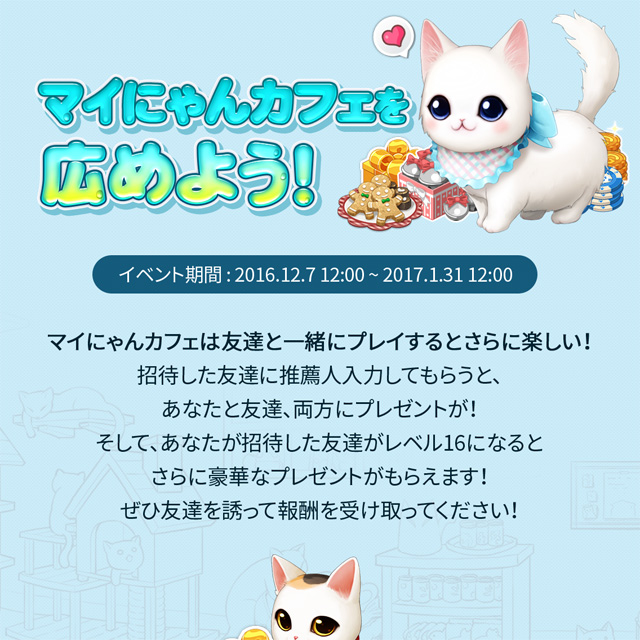 マイにゃんカフェを
広めよう!
イベント期間 : 2016.12.7 12:00 ~ 2017.1.31 12:00
マイにゃんカフェは友達と一緒にプレイするとさらに楽しい!
招待した友達に推薦人入力してもらうと、
あなたと友達、両方にプレゼントが!
そして、あなたが招待した友達がレベル16になると
さらに豪華なプレゼントがもらえます!
ぜひ友達を誘って報酬を受け取ってください!